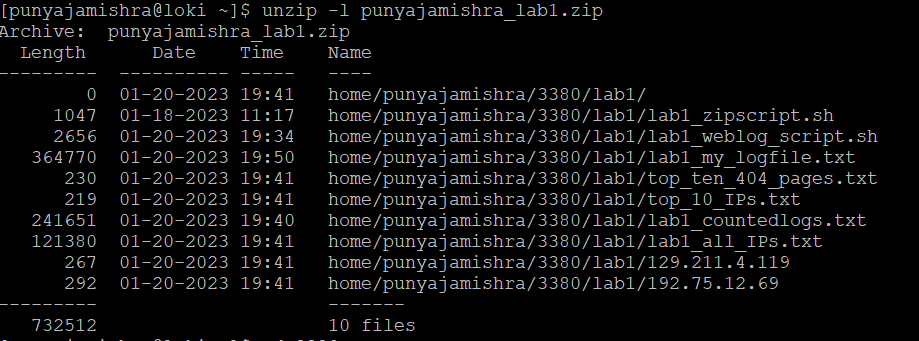 [punyajamishra@loki ~]$ unzip -l punyajamishra_lab1.zip
Archive:  punyajamishra_lab1.zip
  Length      Date    Time    Name
---------  ---------- -----   ----
        0  01-20-2023 19:41   home/punyajamishra/3380/lab1/
     1047  01-18-2023 11:17   home/punyajamishra/3380/lab1/lab1_zipscript.sh
     2656  01-20-2023 19:34   home/punyajamishra/3380/lab1/lab1_weblog_script.sh
   364770  01-20-2023 19:50   home/punyajamishra/3380/lab1/lab1_my_logfile.txt
      230  01-20-2023 19:41   home/punyajamishra/3380/lab1/top_ten_404_pages.txt
      219  01-20-2023 19:41   home/punyajamishra/3380/lab1/top_10_IPs.txt
   241651  01-20-2023 19:40   home/punyajamishra/3380/lab1/lab1_countedlogs.txt
   121380  01-20-2023 19:41   home/punyajamishra/3380/lab1/lab1_all_IPs.txt
      267  01-20-2023 19:41   home/punyajamishra/3380/lab1/129.211.4.119
      292  01-20-2023 19:41   home/punyajamishra/3380/lab1/192.75.12.69
---------                     -------
   732512                     10 files